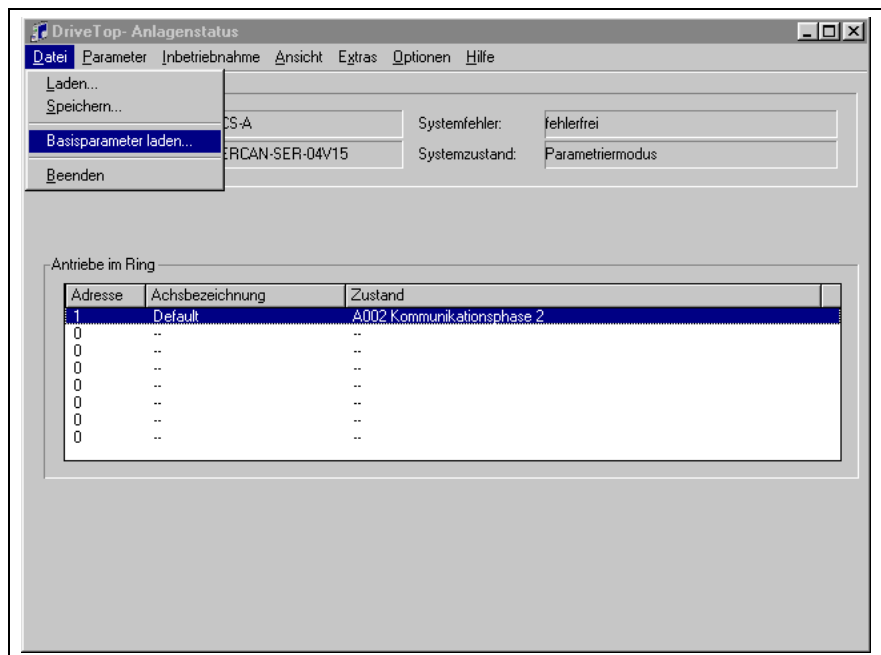 DriveTop- Anlagenstatus
Datei Parameter Inbetriebnahme Ansicht Extras Optionen Hilfe
Laden...
Speichern...
Basisparameter laden...
Beenden
CS-A Systemfehler: fehlerfrei
ERCAN-SER-04V15 Systemzustand: Parametriermodus
Antriebe im Ring
Adresse Achsbezeichnung Zustand
1 Default A002 Kommunikationsphase 2
0 -- --
0 -- --
0 -- --
0 -- --
0 -- --
0 -- --
0 -- --